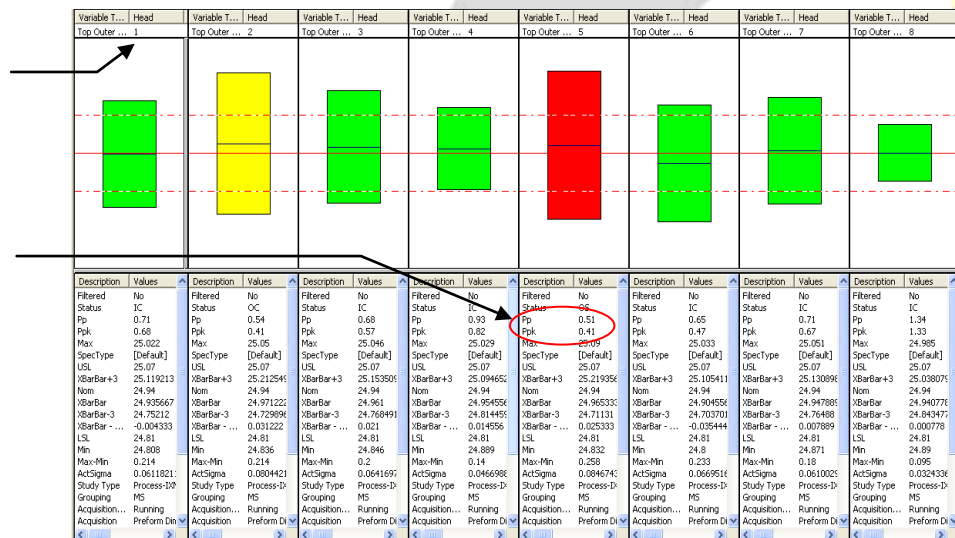 Variable T... Head Variable T... Head Variable T... Head Variable T... Head Variable T... Head Variable T... Head Variable T... Head Variable T... Head
Top Outer ... 1 Top Outer ... 2 Top Outer ... 3 Top Outer ... 4 Top Outer ... 5 Top Outer ... 6 Top Outer ... 7 Top Outer ... 8
Description Values Description Values Description Values Description Values Description Values Description Values Description Values Description Values
Filtered No Filtered No Filtered No Filtered No Filtered No Filtered No Filtered No Filtered No
Status IC Status OC Status IC Status IC Status OS Status IC Status IC Status IC
Pp 0.71 Pp 0.54 Pp 0.68 Pp 0.93 Pp 0.51 Pp 0.65 Pp 0.71 Pp 1.34
Ppk 0.68 Ppk 0.41 Ppk 0.57 Ppk 0.82 Ppk 0.41 Ppk 0.47 Ppk 0.67 Ppk 1.33
Max 25.022 Max 25.05 Max 25.046 Max 25.029 Max 25.09 Max 25.033 Max 25.051 Max 24.985
SpecType [Default] SpecType [Default] SpecType [Default] SpecType [Default] SpecType [Default] SpecType [Default] SpecType [Default] SpecType [Default]
USL 25.07 USL 25.07 USL 25.07 USL 25.07 USL 25.07 USL 25.07 USL 25.07 USL 25.07
XBarBar+3 25.119213 XBarBar+3 25.212549 XBarBar+3 25.153509 XBarBar+3 25.094652 XBarBar+3 25.219356 XBarBar+3 25.105411 XBarBar+3 25.130898 XBarBar+3 25.038079
Nom 24.94 Nom 24.94 Nom 24.94 Nom 24.94 Nom 24.94 Nom 24.94 Nom 24.94 Nom 24.94
XBarBar 24.935667 XBarBar 24.971222 XBarBar 24.961 XBarBar 24.954556 XBarBar 24.965333 XBarBar 24.904556 XBarBar 24.947889 XBarBar 24.940778
XBarBar-3 24.75212 XBarBar-3 24.729896 XBarBar-3 24.768491 XBarBar-3 24.814459 XBarBar-3 24.71131 XBarBar-3 24.703701 XBarBar-3 24.76488 XBarBar-3 24.843477
XBarBar - ... -0.004333 XBarBar - ... 0.031222 XBarBar - ... 0.021 XBarBar - ... 0.014556 XBarBar - ... 0.025333 XBarBar - ... -0.035444 XBarBar - ... 0.007889 XBarBar - ... 0.000778
LSL 24.81 LSL 24.81 LSL 24.81 LSL 24.81 LSL 24.81 LSL 24.81 LSL 24.81 LSL 24.81
Min 24.808 Min 24.836 Min 24.846 Min 24.889 Min 24.832 Min 24.8 Min 24.871 Min 24.89
Max-Min 0.214 Max-Min 0.214 Max-Min 0.2 Max-Min 0.14 Max-Min 0.258 Max-Min 0.233 Max-Min 0.18 Max-Min 0.095
ActSigma 0.0611821 ActSigma 0.0804421 ActSigma 0.0641697 ActSigma 0.0466988 ActSigma 0.0846743 ActSigma 0.0669516 ActSigma 0.0610029 ActSigma 0.0324336
Study Type Process-IXM Study Type Process-IX Study Type Process-IX Study Type Process-IX Study Type Process-IX Study Type Process-IX Study Type Process-IX Study Type Process-IX
Grouping MS Grouping MS Grouping MS Grouping MS Grouping MS Grouping MS Grouping MS Grouping MS
Acquisition... Running Acquisition... Running Acquisition... Running Acquisition... Running Acquisition... Running Acquisition... Running Acquisition... Running Acquisition... Running
Acquisition Preform Din Acquisition Preform Di Acquisition Preform Di Acquisition Preform Di Acquisition Preform Di Acquisition Preform Di Acquisition Preform Di Acquisition Preform Di